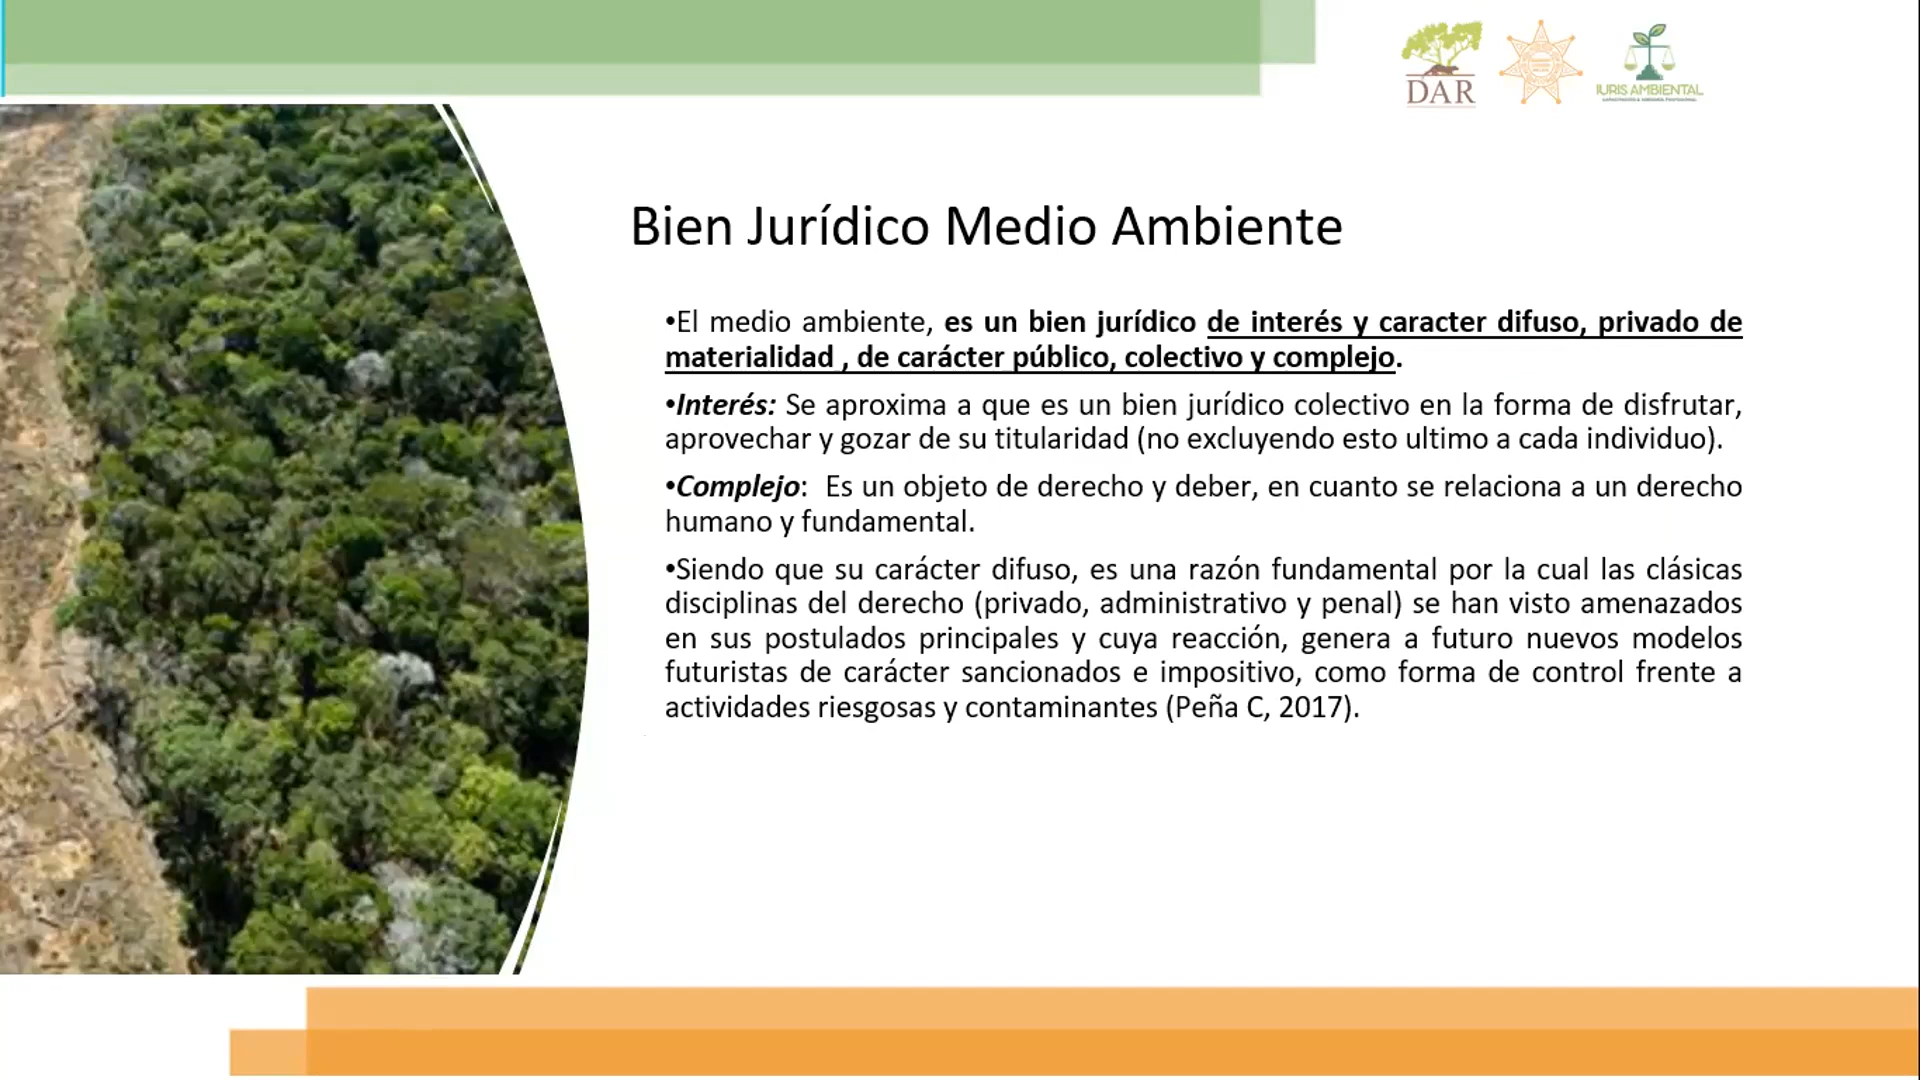 DAR
IURIS AMBIENTAL
Bien Jurídico Medio Ambiente
•El medio ambiente, es un bien jurídico de interés y caracter difuso, privado de
materialidad , de carácter público, colectivo y complejo.
•Interés: Se aproxima a que es un bien jurídico colectivo en la forma de disfrutar,
aprovechar y gozar de su titularidad (no excluyendo esto ultimo a cada individuo).
•Complejo: Es un objeto de derecho y deber, en cuanto se relaciona a un derecho
humano y fundamental.
•Siendo que su carácter difuso, es una razón fundamental por la cual las clásicas
disciplinas del derecho (privado, administrativo y penal) se han visto amenazados
en sus postulados principales y cuya reacción, genera a futuro nuevos modelos
futuristas de carácter sancionados e impositivo, como forma de control frente a
actividades riesgosas y contaminantes (Peña C, 2017).